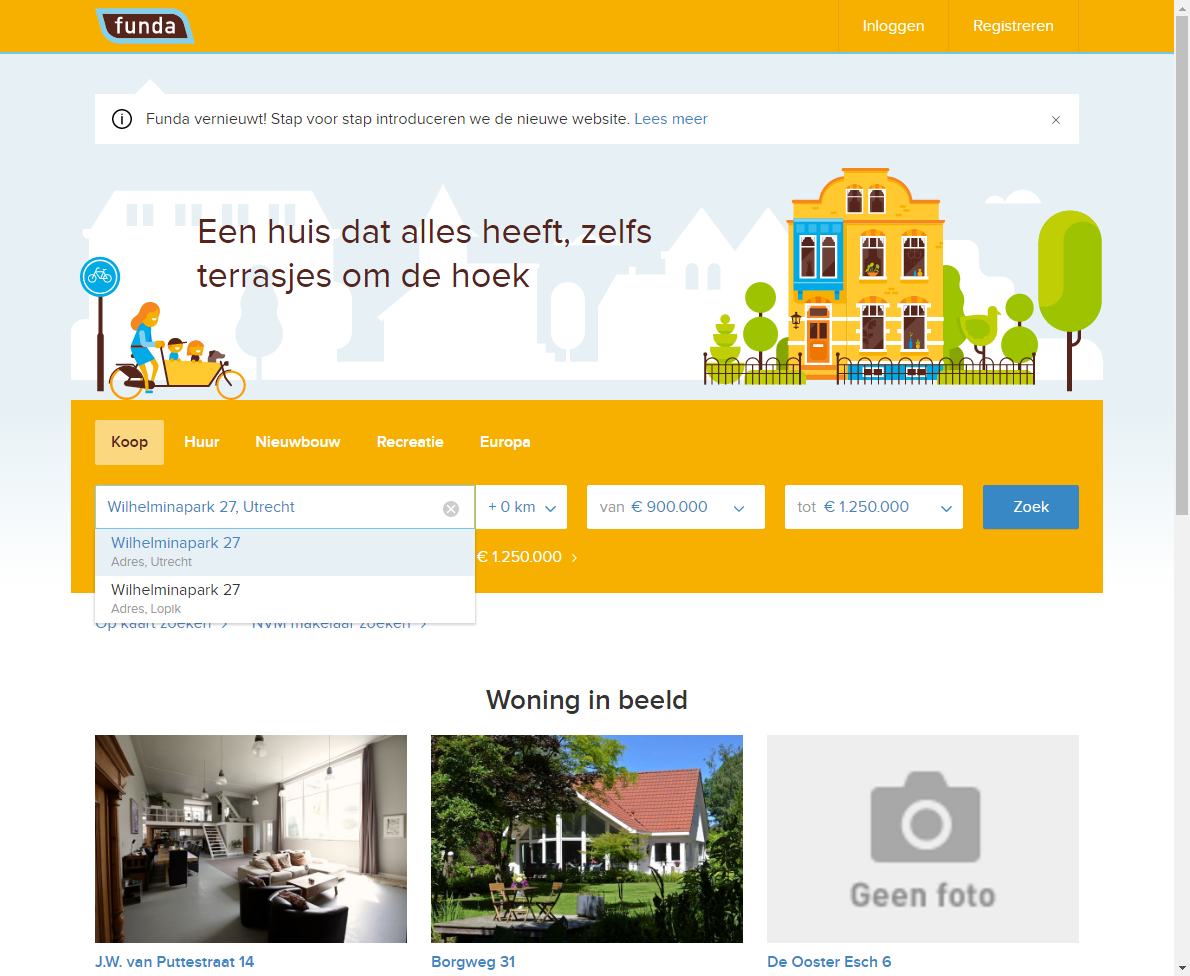 funda
Inloggen
Registreren
Funda vernieuwt! Stap voor stap introduceren we de nieuwe website. Lees meer
Een huis dat alles heeft, zelfs
terrasjes om de hoek
Koop
Huur
Nieuwbouw
Recreatie
Europa
Wilhelminapark 27, Utrecht
+ 0 km
van € 900.000
tot € 1.250.000
Zoek
Wilhelminapark 27
Adres, Utrecht
€ 1.250.000
Wilhelminapark 27
Adres, Lopik
Op kaart zoeken
NVM makelaar zoeken
Woning in beeld
Geen foto
J.W. van Puttestraat 14
Borgweg 31
De Ooster Esch 6